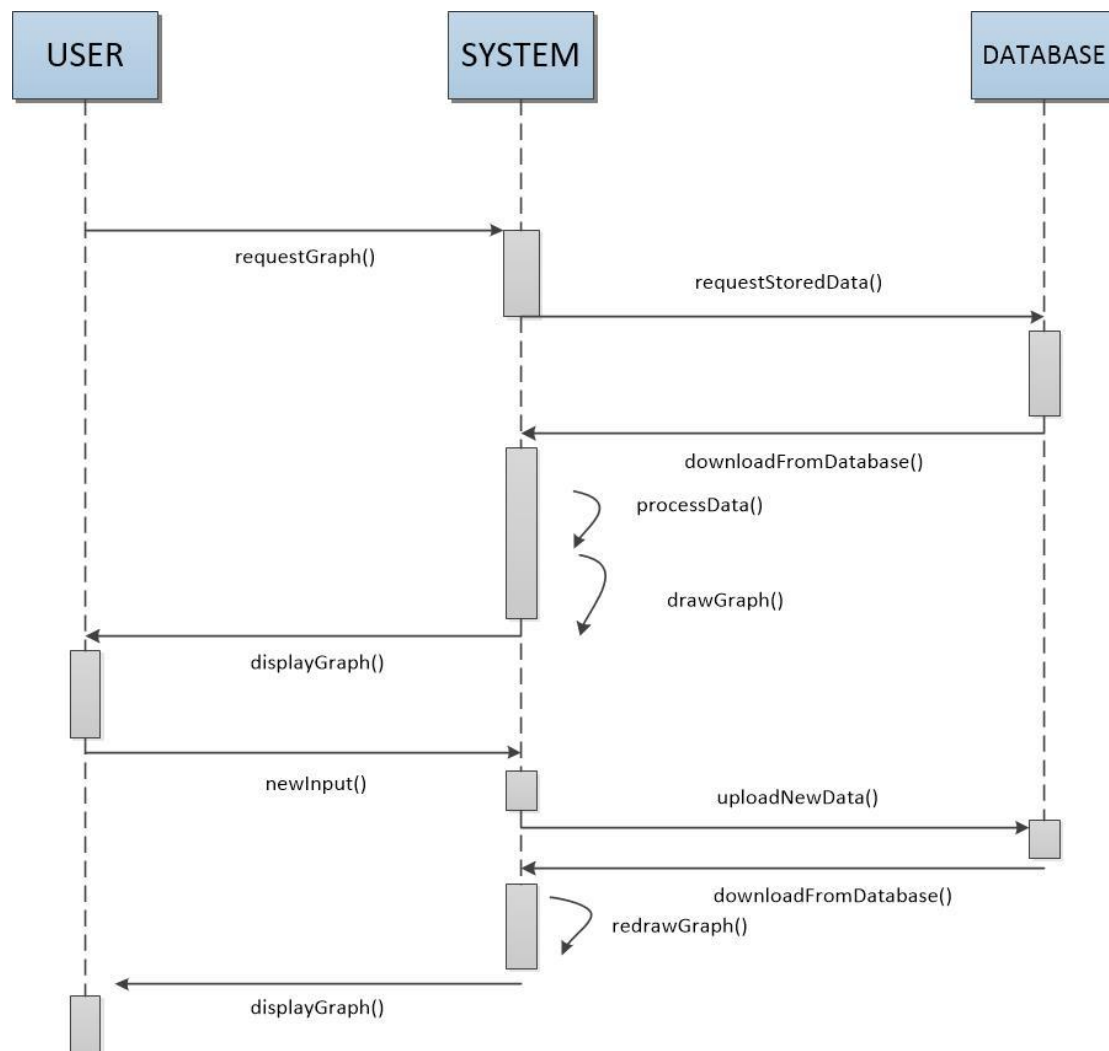 USER
SYSTEM
DATABASE
requestGraph()
requestStoredData()
downloadFromDatabase()
processData()
drawGraph()
displayGraph()
newInput()
uploadNewData()
downloadFromDatabase()
redrawGraph()
displayGraph()